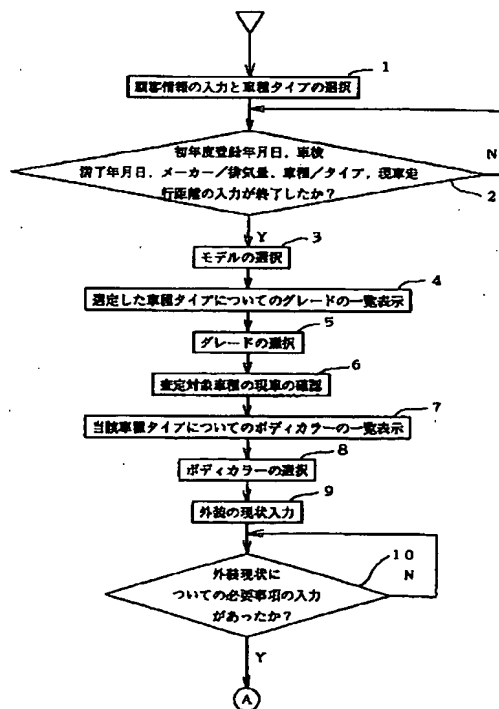 1
顧客情報の入力と車種タイプの選択
初年度登録年月日，車検
満了年月日，メーカー／排気量，車種／タイプ，現車走
行距離の入力が終了したか？
N
2
Y
3
モデルの選択
4
選定した車種タイプについてのグレードの一覧表示
5
グレードの選択
6
査定対象車種の現車の確認
7
当該車種タイプについてのボディカラーの一覧表示
8
ボディカラーの選択
9
外装の現状入力
10
N
外装現状に
ついての必要事項の入力
があったか？
Y
A